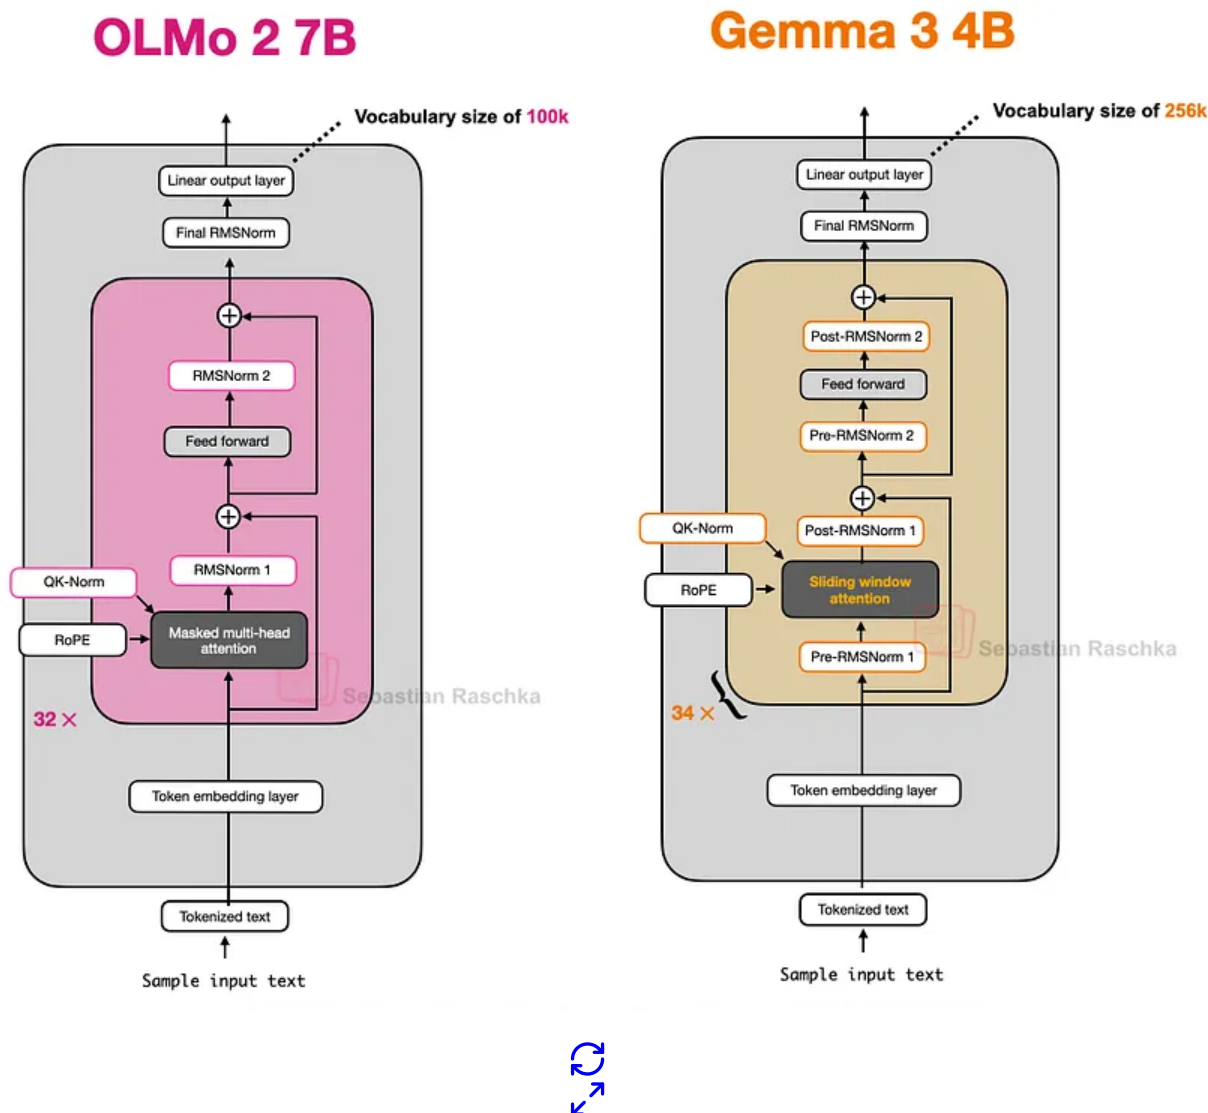 OLMo 2 7B
Vocabulary size of 100k
Linear output layer
Final RMSNorm
RMSNorm 2
Feed forward
RMSNorm 1
QK-Norm
RoPE
Masked multi-head
attention
Sebastian Raschka
32 ×
Token embedding layer
Tokenized text
Sample input text
Gemma 3 4B
Vocabulary size of 256k
Linear output layer
Final RMSNorm
Post-RMSNorm 2
Feed forward
Pre-RMSNorm 2
Post-RMSNorm 1
QK-Norm
RoPE
Sliding window
attention
Sebastian Raschka
Pre-RMSNorm 1
34 ×
Token embedding layer
Tokenized text
Sample input text